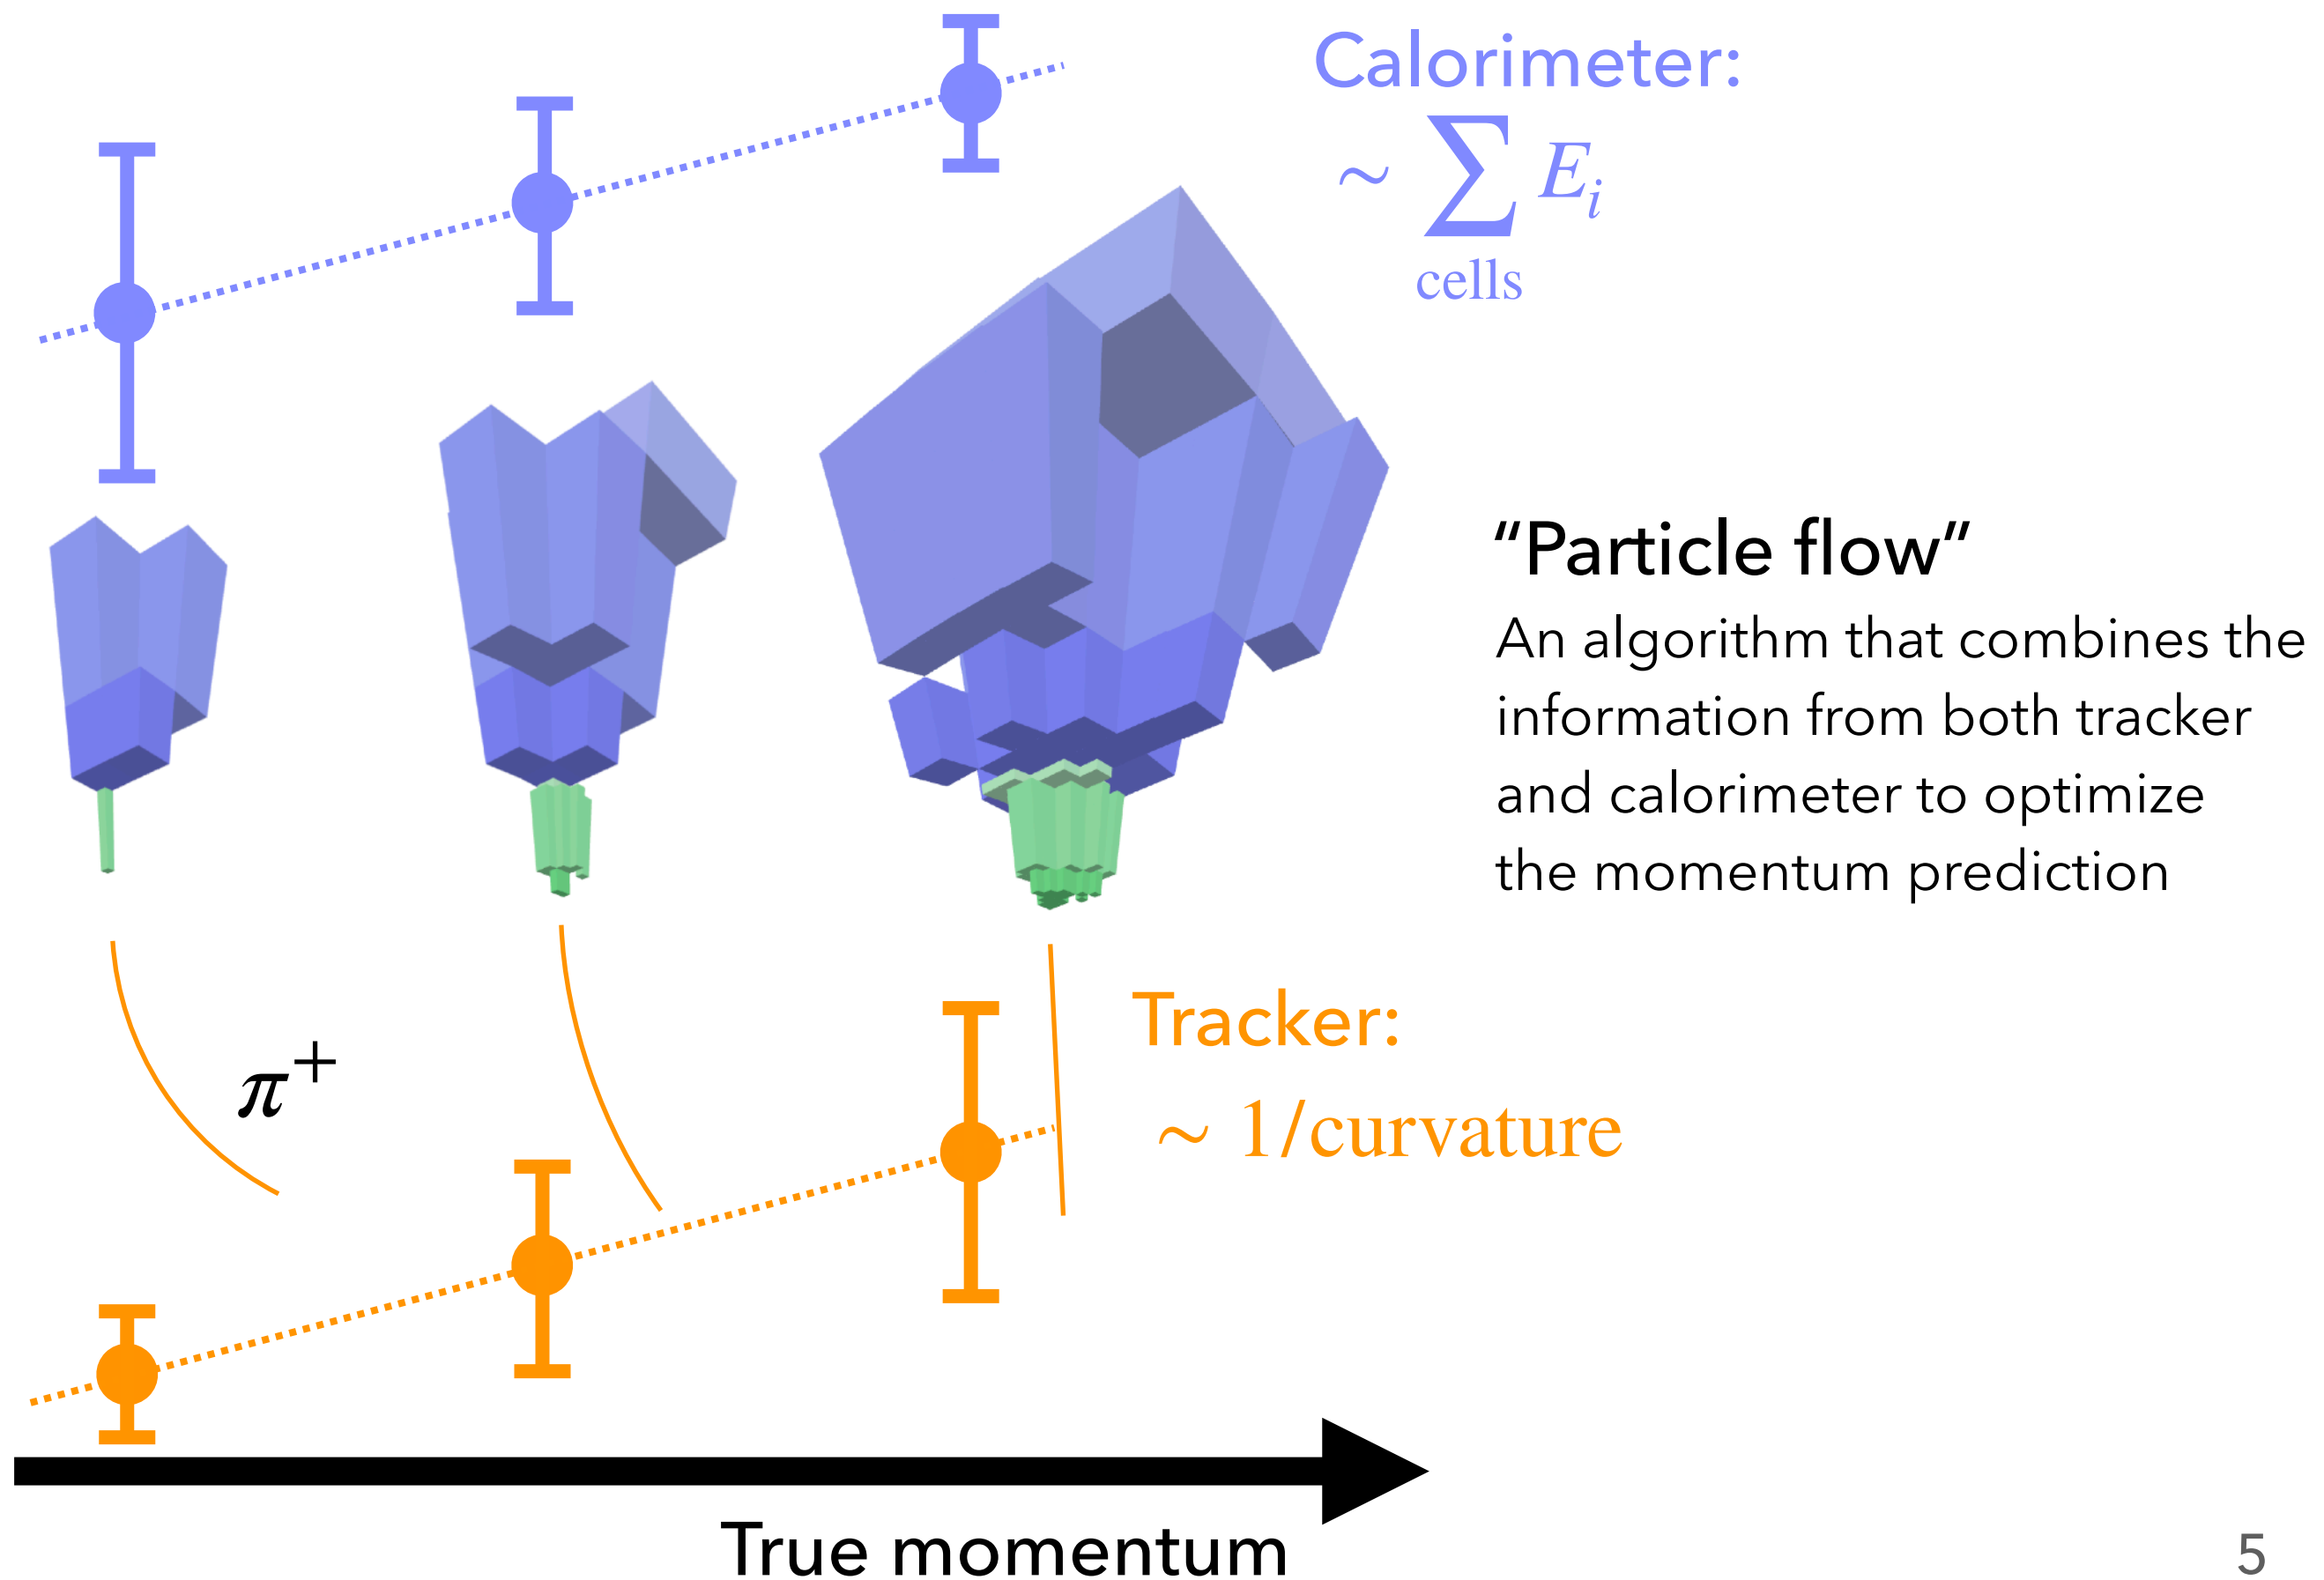 Calorimeter:
~ ∑ E_i
cells
“Particle flow”
An algorithm that combines the
information from both tracker
and calorimeter to optimize
the momentum prediction
π⁺
Tracker:
~ 1/curvature
True momentum
5